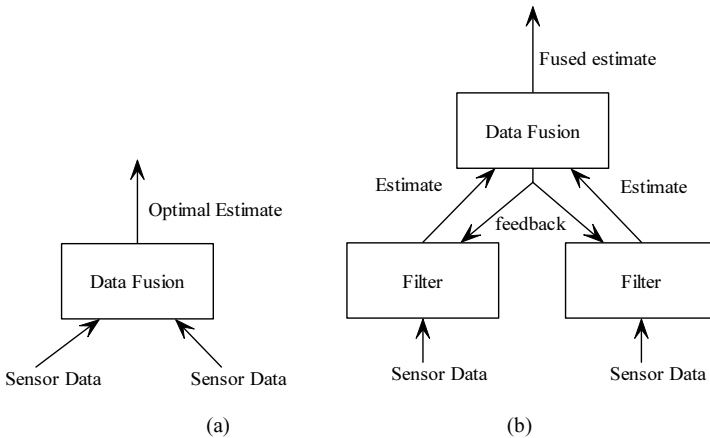 Optimal Estimate
Data Fusion
Sensor Data
Sensor Data
(a)
Fused estimate
Data Fusion
Estimate
Estimate
feedback
Filter
Filter
Sensor Data
Sensor Data
(b)